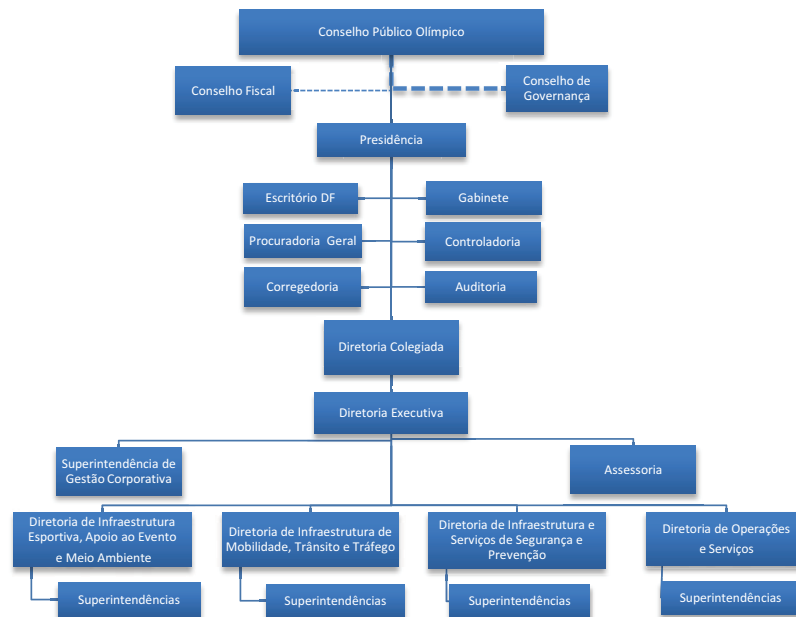 Conselho Público Olímpico
Conselho Fiscal
Conselho de
Governança
Presidência
Escritório DF
Gabinete
Procuradoria Geral
Controladoria
Corregedoria
Auditoria
Diretoria Colegiada
Diretoria Executiva
Superintendência de
Gestão Corporativa
Assessoria
Diretoria de Infraestrutura
Esportiva, Apoio ao Evento
e Meio Ambiente
Diretoria de Infraestrutura de
Mobilidade, Trânsito e Tráfego
Diretoria de Infraestrutura e
Serviços de Segurança e
Prevenção
Diretoria de Operações
e Serviços
Superintendências
Superintendências
Superintendências
Superintendências